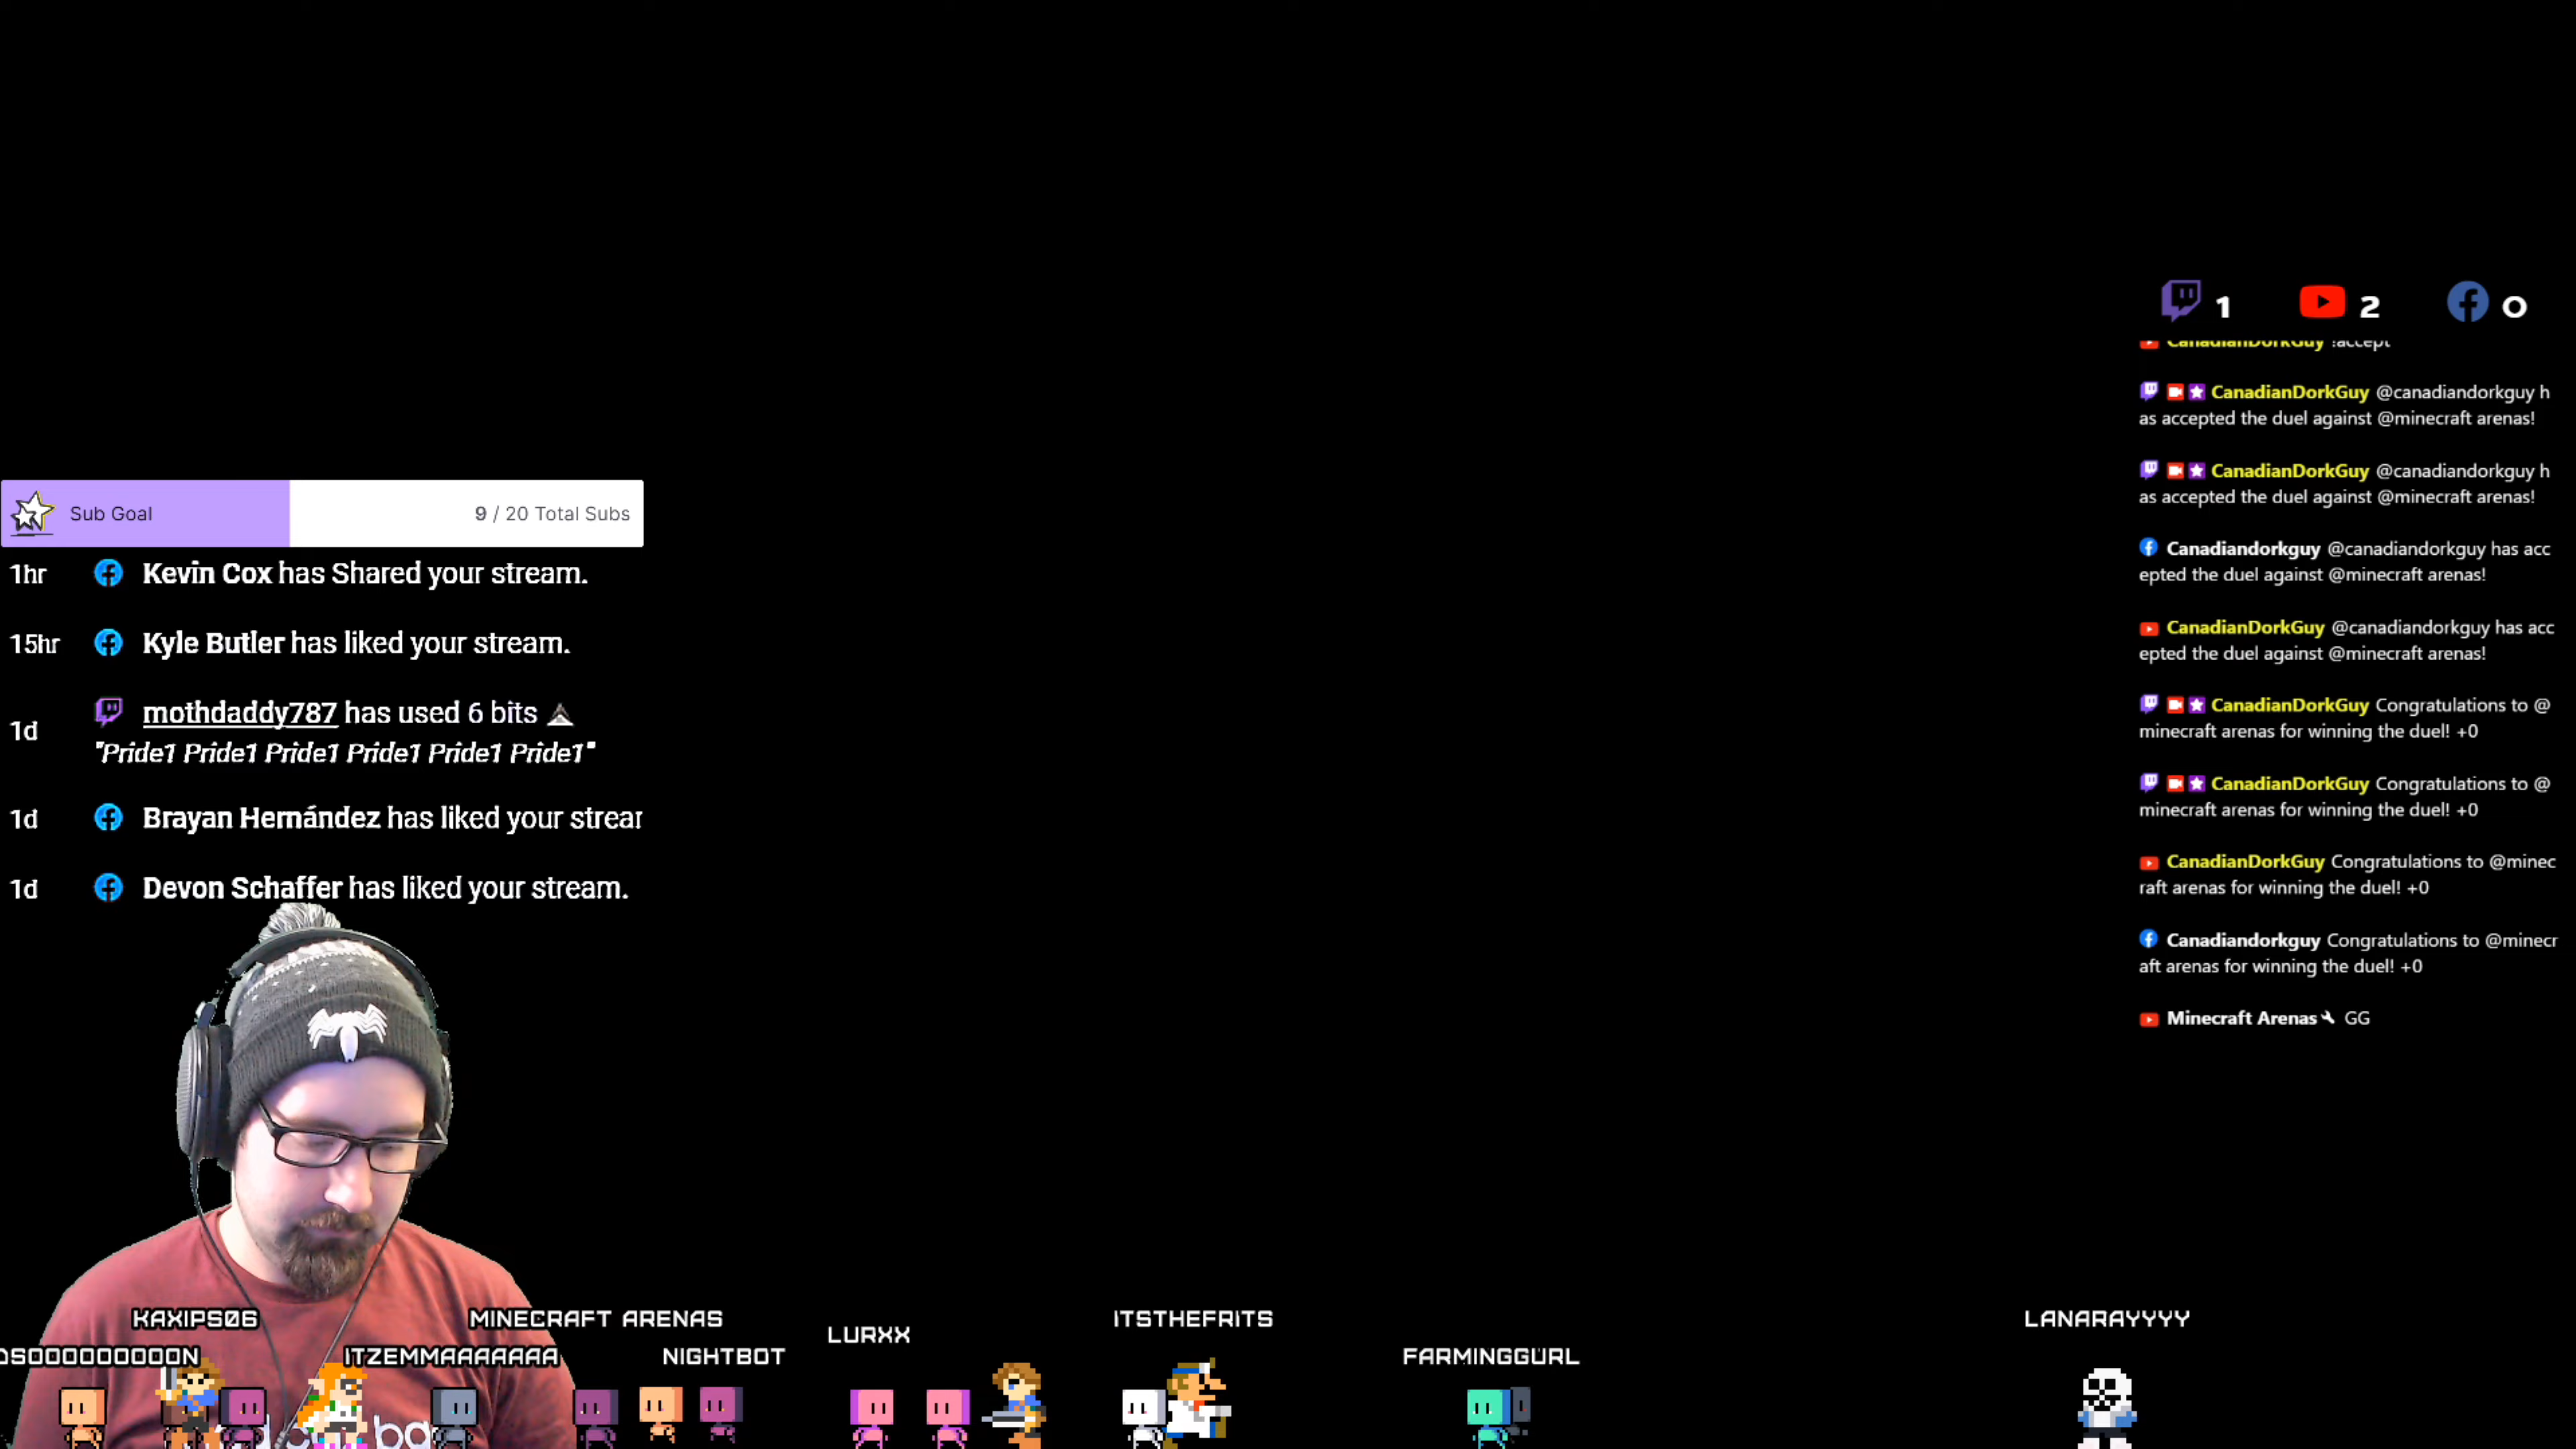 1
2
0
CanadianDorkGuy !accept
CanadianDorkGuy @canadiandorkguy h
as accepted the duel against @minecraft arenas!
CanadianDorkGuy @canadiandorkguy h
as accepted the duel against @minecraft arenas!
Canadiandorkguy @canadiandorkguy has acc
epted the duel against @minecraft arenas!
CanadianDorkGuy @canadiandorkguy has acc
epted the duel against @minecraft arenas!
CanadianDorkGuy Congratulations to @
minecraft arenas for winning the duel! +0
CanadianDorkGuy Congratulations to @
minecraft arenas for winning the duel! +0
CanadianDorkGuy Congratulations to @minec
raft arenas for winning the duel! +0
Canadiandorkguy Congratulations to @minecr
aft arenas for winning the duel! +0
Minecraft Arenas GG
Sub Goal
9 / 20 Total Subs
1hr Kevin Cox has Shared your stream.
15hr Kyle Butler has liked your stream.
1d mothdaddy787 has used 6 bits
"Pride1 Pride1 Pride1 Pride1 Pride1 Pride1"
1d Brayan Hernández has liked your strear
1d Devon Schaffer has liked your stream.
KAXIPS06
MINECRAFT ARENAS
LURXX
ITSTHEFRITS
LANARAYYYY
ITZEMMAAAAAAA
NIGHTBOT
FARMINGGURL